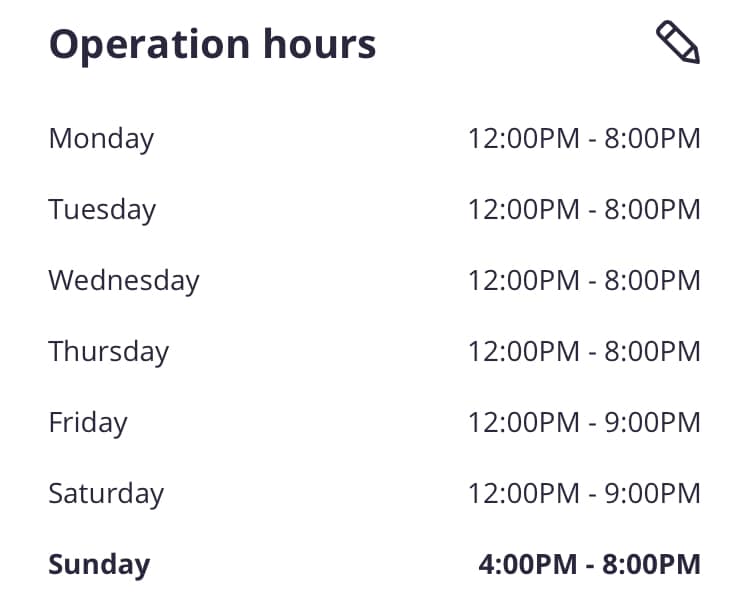 Operation hours
Monday 12:00PM - 8:00PM
Tuesday 12:00PM - 8:00PM
Wednesday 12:00PM - 8:00PM
Thursday 12:00PM - 8:00PM
Friday 12:00PM - 9:00PM
Saturday 12:00PM - 9:00PM
Sunday 4:00PM - 8:00PM